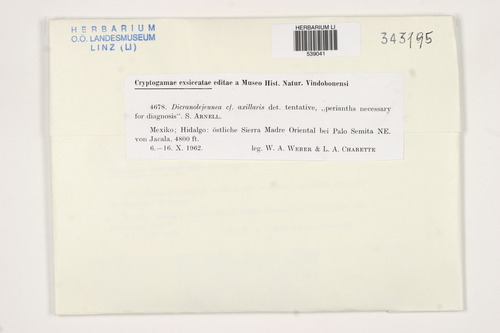 HERBARIUM
O.Ö. LANDESMUSEUM
LINZ (LI)
HERBARIUM LI
539041
343195
Cryptogamae exsiccatae editae a Museo Hist. Natur. Vindobonensi
4678. Dicranolejeunea cf. axillaris det. tentative, „perianths necessary
for diagnosis". S. ARNELL.
Mexiko; Hidalgo: östliche Sierra Madre Oriental bei Palo Semita NE.
von Jacala, 4800 ft.
6.—16. X. 1962.
leg. W. A. WEBER & L. A. CHARETTE